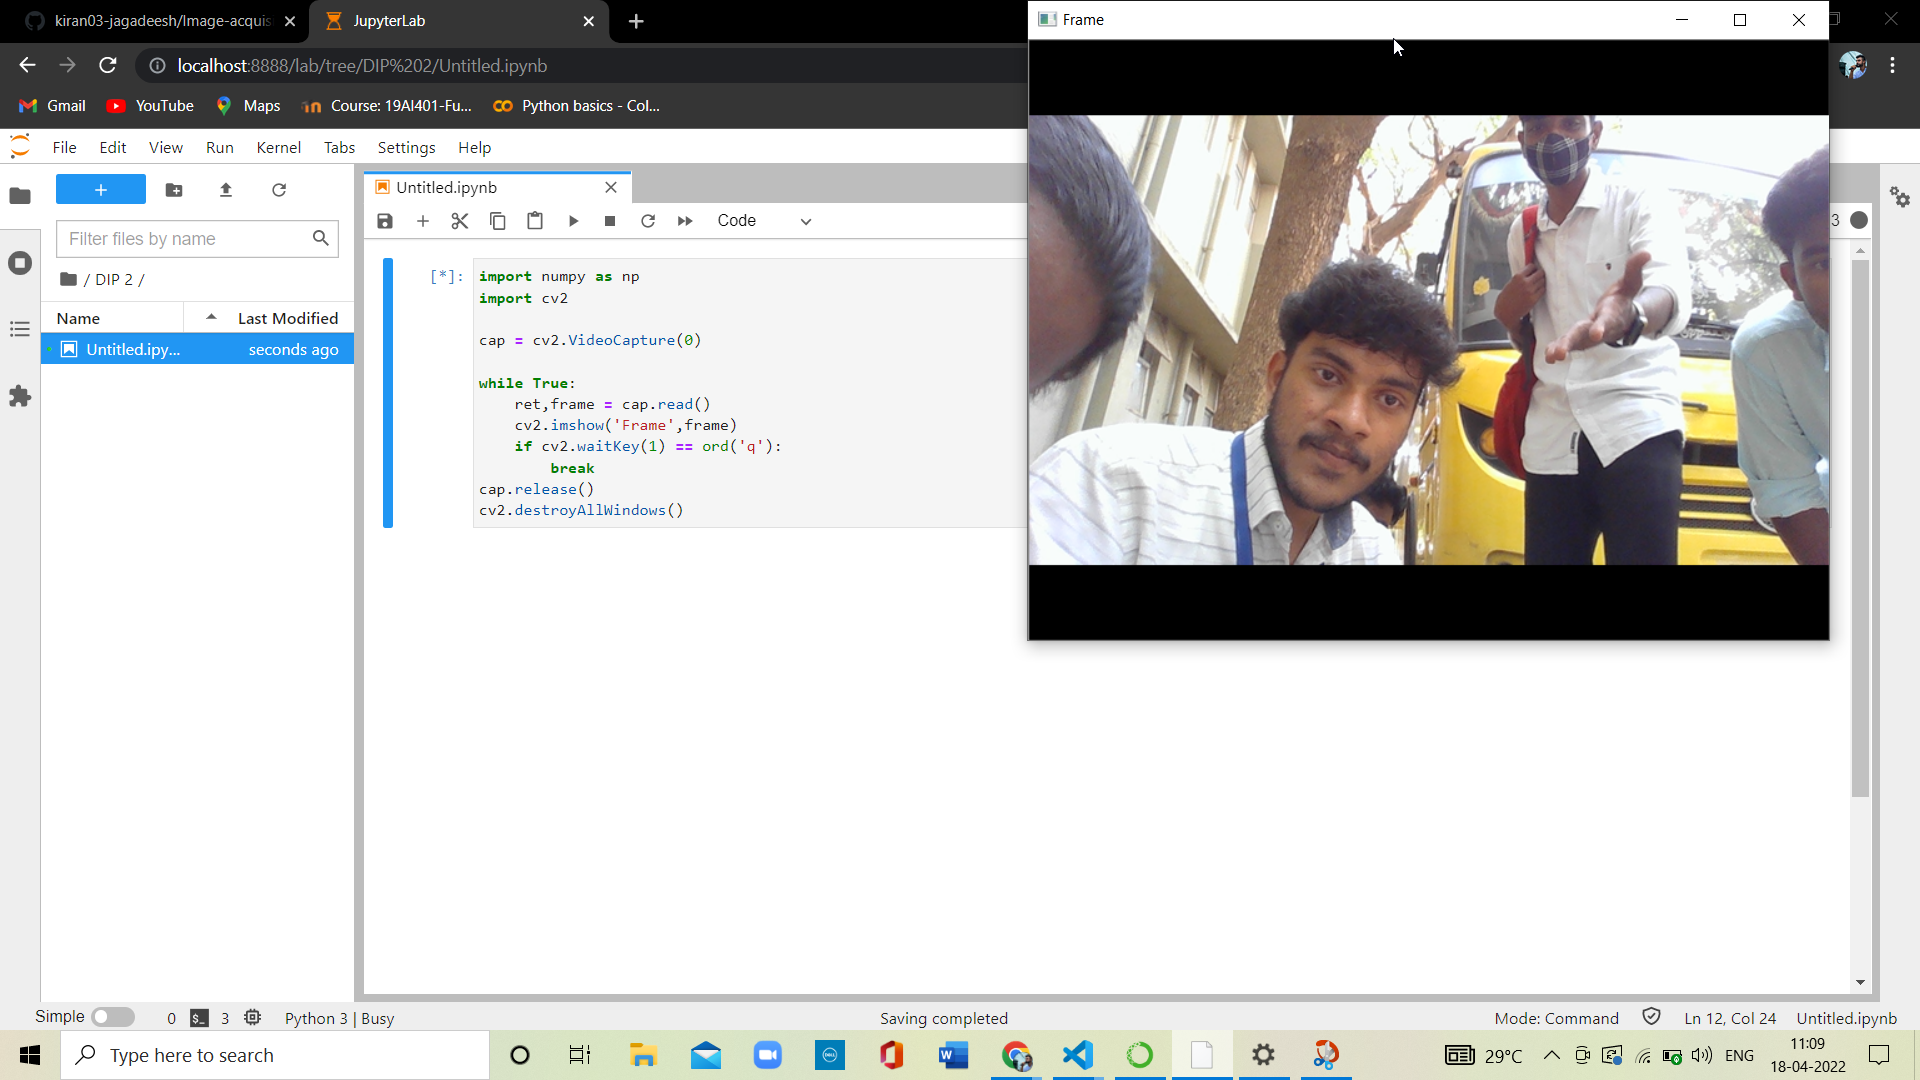 kiran03-jagadeesh/Image-acquis
JupyterLab
Frame
localhost:8888/lab/tree/DIP%202/Untitled.ipynb
Gmail
YouTube
Maps
Course: 19AI401-Fu...
Python basics - Col...
File Edit View Run Kernel Tabs Settings Help
Untitled.ipynb
Code
3
Filter files by name
/ DIP 2 /
Name
Last Modified
Untitled.ipy...
seconds ago
[*]:
import numpy as np
import cv2
cap = cv2.VideoCapture(0)
while True:
    ret,frame = cap.read()
    cv2.imshow('Frame',frame)
    if cv2.waitKey(1) == ord('q'):
        break
cap.release()
cv2.destroyAllWindows()
Simple
0
$_
3
Python 3 | Busy
Saving completed
Mode: Command
Ln 12, Col 24
Untitled.ipynb
Type here to search
DELL
W
29°C
ENG
11:09
18-04-2022